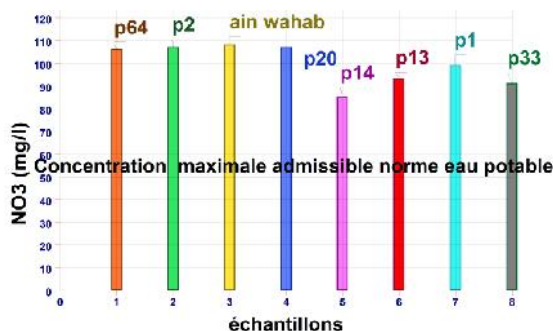 120
110
100
90
80
70
60
50
40
30
20
10
0
NO3 (mg/l)
p64
p2
ain wahab
p20
p14
p13
p1
p33
Concentration maximale admissible norme eau potable
0 1 2 3 4 5 6 7 8
échantillons